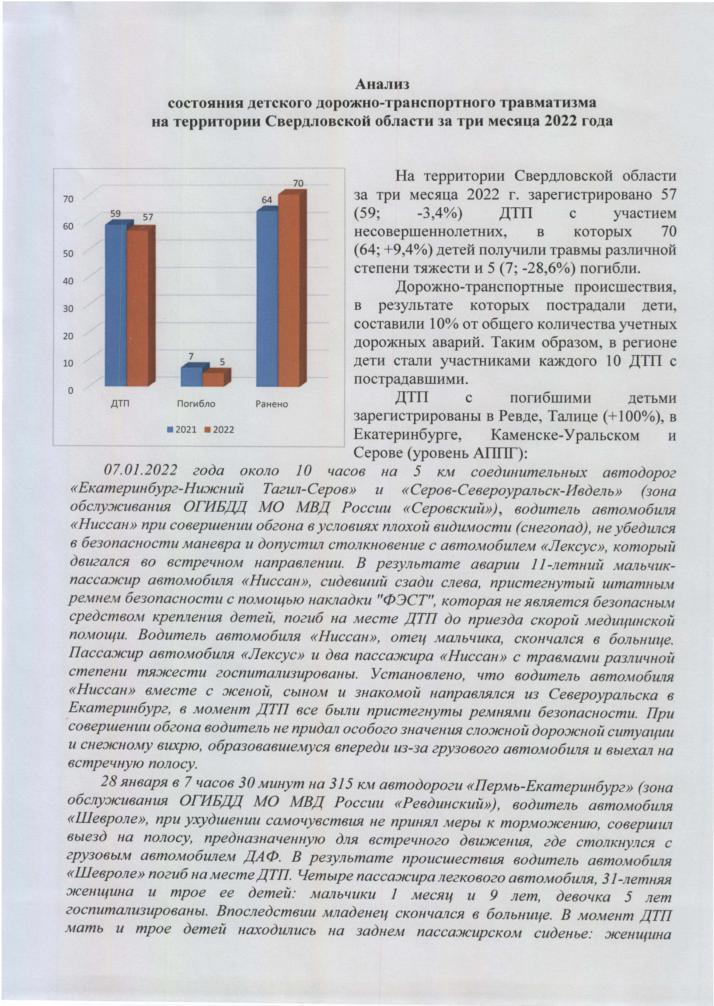 Анализ
состояния детского дорожно-транспортного травматизма
на территории Свердловской области за три месяца 2022 года
70
60
50
40
30
20
10
0
59
57
7
5
64
70
ДТП
Погибло
Ранено
2021
2022
На территории Свердловской области
за три месяца 2022 г. зарегистрировано 57
(59; -3,4%) ДТП с участием
несовершеннолетних, в которых 70
(64; +9,4%) детей получили травмы различной
степени тяжести и 5 (7; -28,6%) погибли.
Дорожно-транспортные происшествия,
в результате которых пострадали дети,
составили 10% от общего количества учетных
дорожных аварий. Таким образом, в регионе
дети стали участниками каждого 10 ДТП с
пострадавшими.
ДТП с погибшими детьми
зарегистрированы в Ревде, Талице (+100%), в
Екатеринбурге, Каменске-Уральском и
Серове (уровень АППГ):
07.01.2022 года около 10 часов на 5 км соединительных автодорог
«Екатеринбург-Нижний Тагил-Серов» и «Серов-Североуральск-Ивдель» (зона
обслуживания ОГИБДД МО МВД России «Серовский»), водитель автомобиля
«Ниссан» при совершении обгона в условиях плохой видимости (снегопад), не убедился
в безопасности маневра и допустил столкновение с автомобилем «Лексус», который
двигался во встречном направлении. В результате аварии 11-летний мальчик-
пассажир автомобиля «Ниссан», сидевший сзади слева, пристегнутый штатным
ремнем безопасности с помощью накладки "ФЭСТ", которая не является безопасным
средством крепления детей, погиб на месте ДТП до приезда скорой медицинской
помощи. Водитель автомобиля «Ниссан», отец мальчика, скончался в больнице.
Пассажир автомобиля «Лексус» и два пассажира «Ниссан» с травмами различной
степени тяжести госпитализированы. Установлено, что водитель автомобиля
«Ниссан» вместе с женой, сыном и знакомой направлялся из Североуральска в
Екатеринбург, в момент ДТП все были пристегнуты ремнями безопасности. При
совершении обгона водитель не придал особого значения сложной дорожной ситуации
и снежному вихрю, образовавшемуся впереди из-за грузового автомобиля и выехал на
встречную полосу.
28 января в 7 часов 30 минут на 315 км автодороги «Пермь-Екатеринбург» (зона
обслуживания ОГИБДД МО МВД России «Ревдинский»), водитель автомобиля
«Шевроле», при ухудшении самочувствия не принял меры к торможению, совершил
выезд на полосу, предназначенную для встречного движения, где столкнулся с
грузовым автомобилем ДАФ. В результате происшествия водитель автомобиля
«Шевроле» погиб на месте ДТП. Четыре пассажира легкового автомобиля, 31-летняя
женщина и трое ее детей: мальчики 1 месяц и 9 лет, девочка 5 лет
госпитализированы. Впоследствии младенец скончался в больнице. В момент ДТП
мать и трое детей находились на заднем пассажирском сиденье: женщина